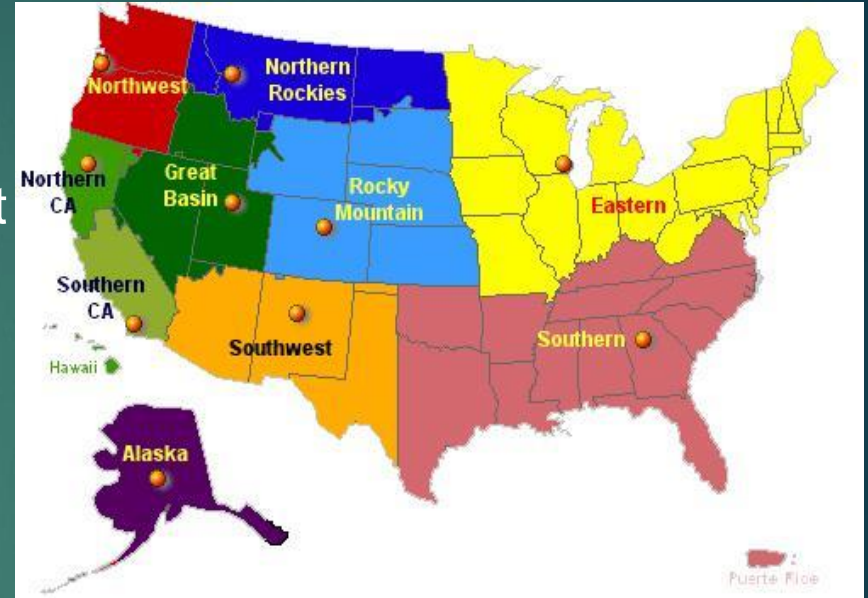 Northwest
Northern
Rockies
Northern
CA
t
Great
Basin
Rocky
Mountain
Eastern
Southern
CA
Southwest
Southern
Hawaii
Alaska
Puerto Rico